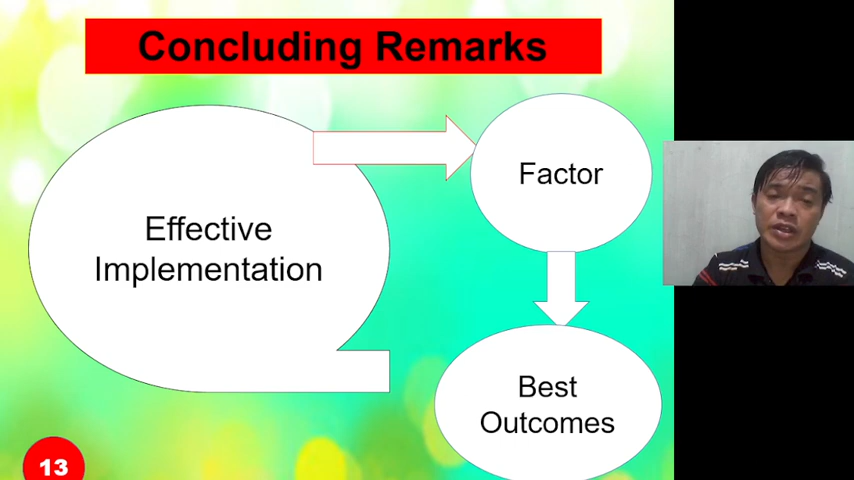 Concluding Remarks
Effective
Implementation
Factor
Best
Outcomes
13